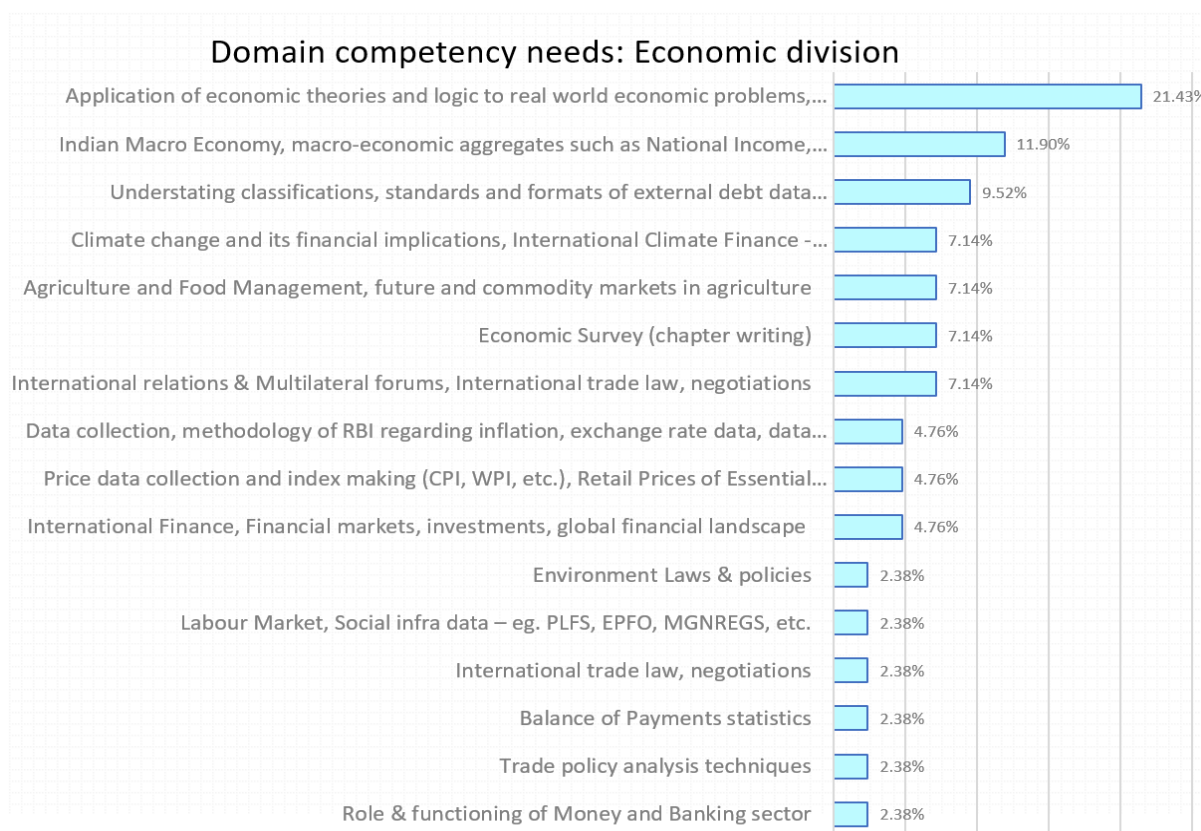 Domain competency needs: Economic division
Application of economic theories and logic to real world economic problems,... 21.43%
Indian Macro Economy, macro-economic aggregates such as National Income,... 11.90%
Understating classifications, standards and formats of external debt data... 9.52%
Climate change and its financial implications, International Climate Finance -... 7.14%
Agriculture and Food Management, future and commodity markets in agriculture 7.14%
Economic Survey (chapter writing) 7.14%
International relations & Multilateral forums, International trade law, negotiations 7.14%
Data collection, methodology of RBI regarding inflation, exchange rate data, data... 4.76%
Price data collection and index making (CPI, WPI, etc.), Retail Prices of Essential... 4.76%
International Finance, Financial markets, investments, global financial landscape 4.76%
Environment Laws & policies 2.38%
Labour Market, Social infra data – eg. PLFS, EPFO, MGNREGS, etc. 2.38%
International trade law, negotiations 2.38%
Balance of Payments statistics 2.38%
Trade policy analysis techniques 2.38%
Role & functioning of Money and Banking sector 2.38%